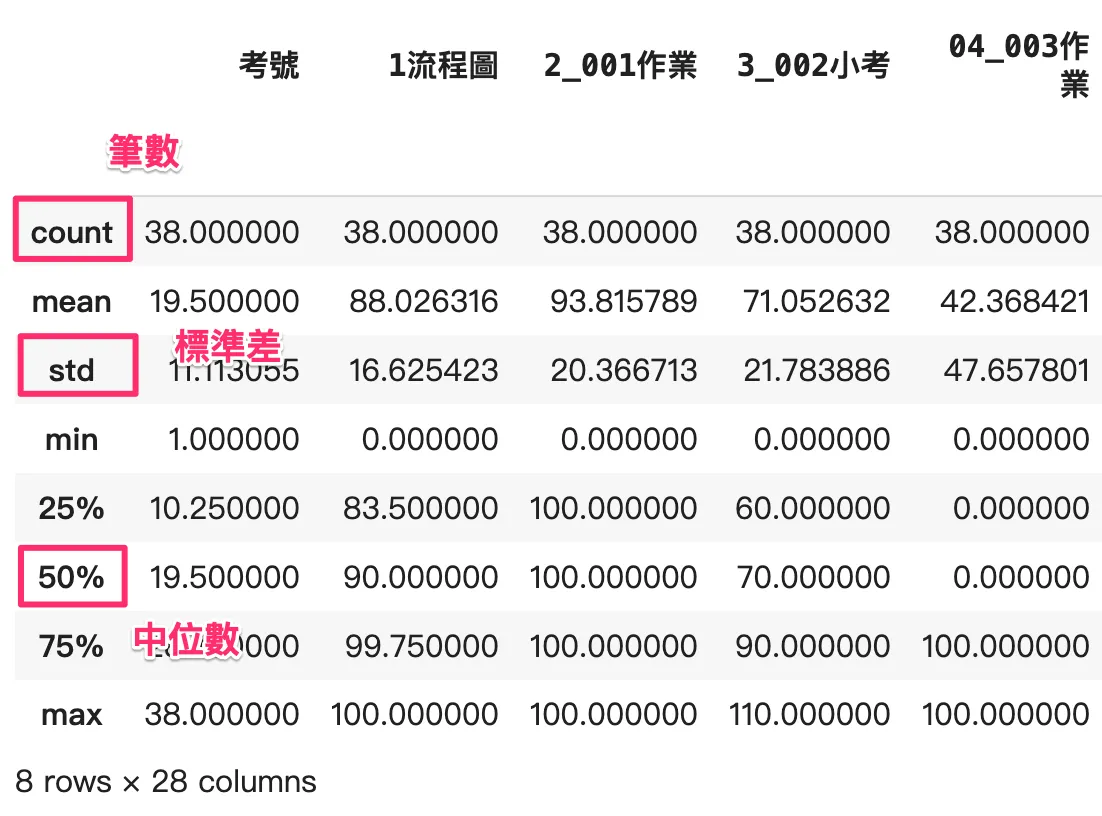 考號 1流程圖 2_001作業 3_002小考 04_003作業
筆數
count 38.000000 38.000000 38.000000 38.000000 38.000000
mean 19.500000 88.026316 93.815789 71.052632 42.368421
標準差
std 11.113055 16.625423 20.366713 21.783886 47.657801
min 1.000000 0.000000 0.000000 0.000000 0.000000
25% 10.250000 83.500000 100.000000 60.000000 0.000000
50% 19.500000 90.000000 100.000000 70.000000 0.000000
中位數
75% 99.750000 100.000000 90.000000 100.000000
max 38.000000 100.000000 100.000000 110.000000 100.000000
8 rows × 28 columns